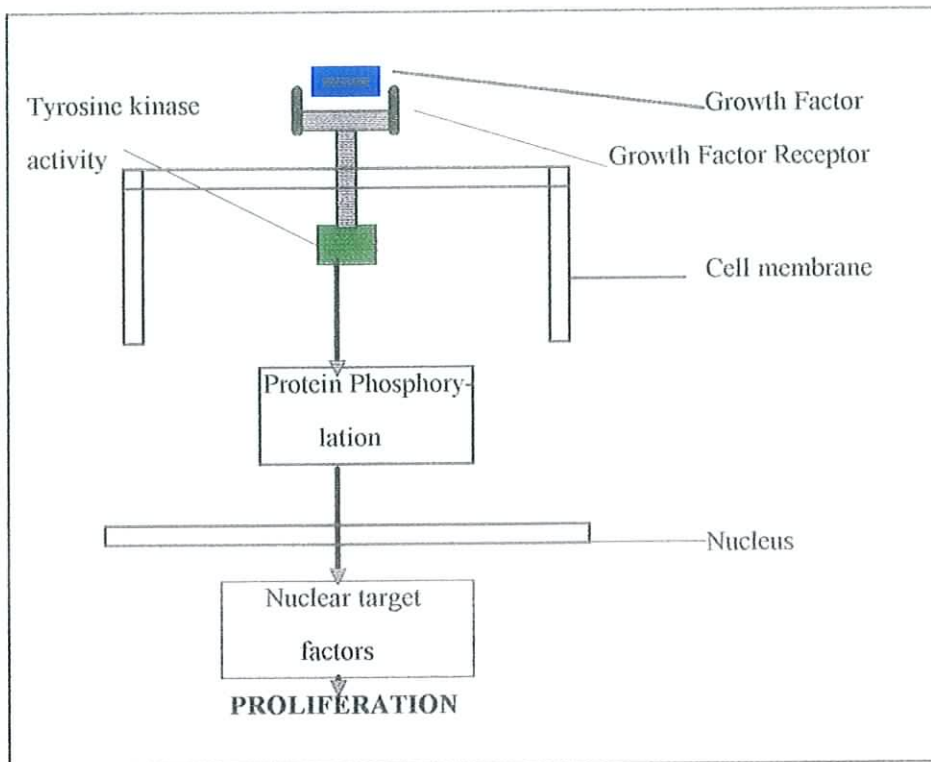 Tyrosine kinase
activity
Growth Factor
Growth Factor Receptor
Cell membrane
Protein Phosphory-
lation
Nucleus
Nuclear target
factors
PROLIFERATION